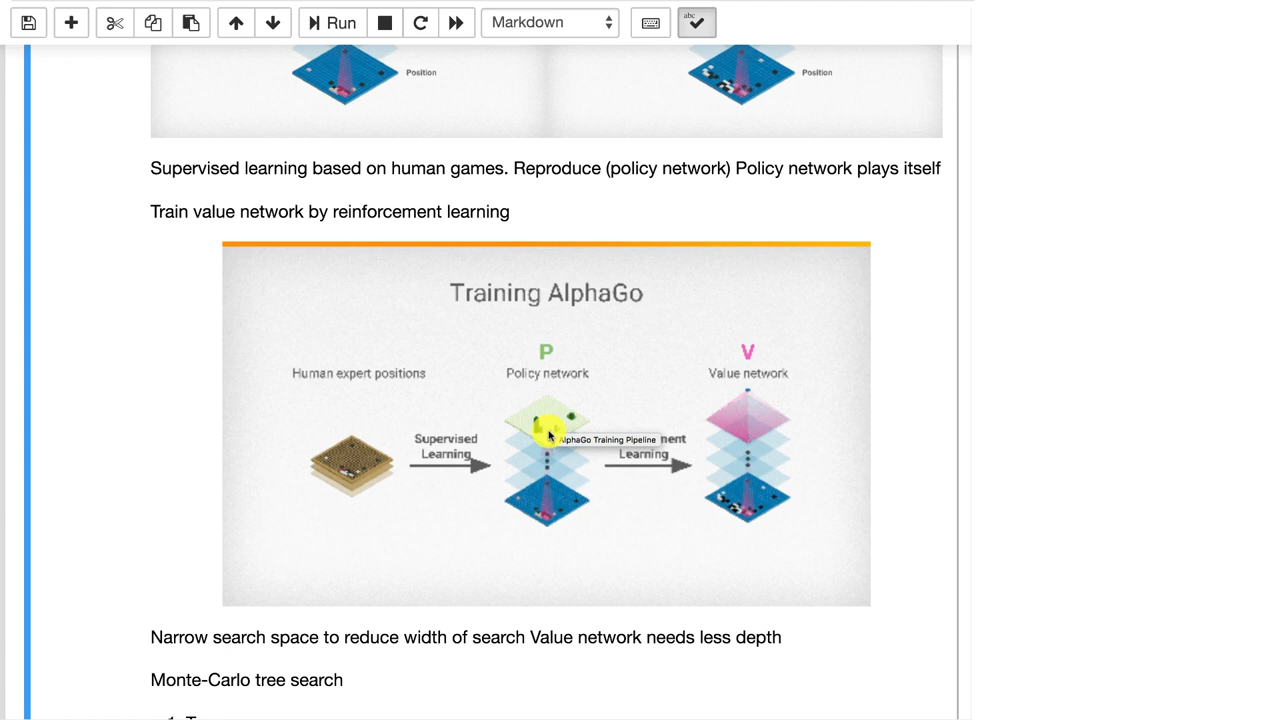 Run
Markdown
abc
Position
Position
Supervised learning based on human games. Reproduce (policy network) Policy network plays itself
Train value network by reinforcement learning
Training AlphaGo
P
V
Human expert positions
Policy network
Value network
Supervised
Learning
AlphaGo Training Pipeline
Learning
Narrow search space to reduce width of search Value network needs less depth
Monte-Carlo tree search